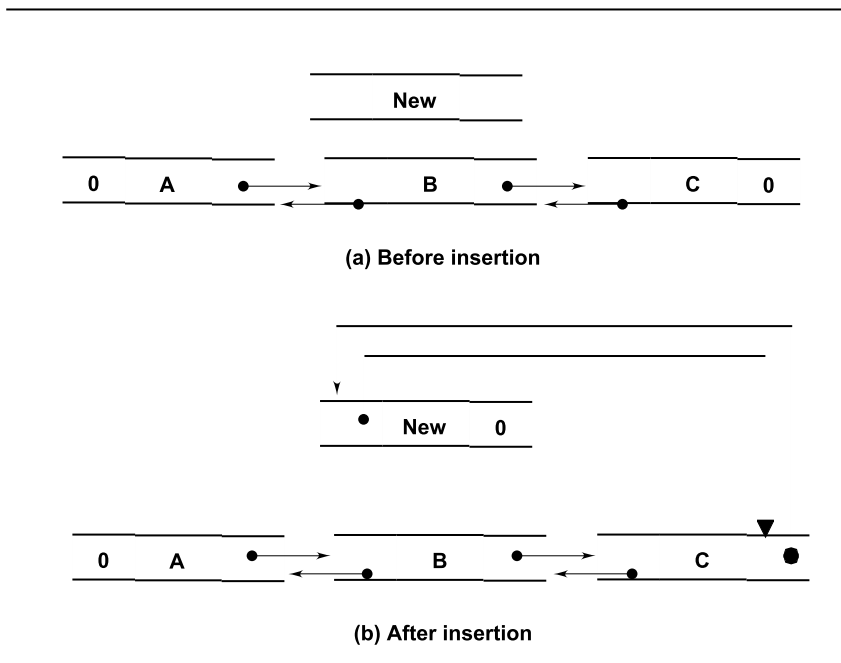 New
0 A B C 0
(a) Before insertion
New 0
0 A B C
(b) After insertion